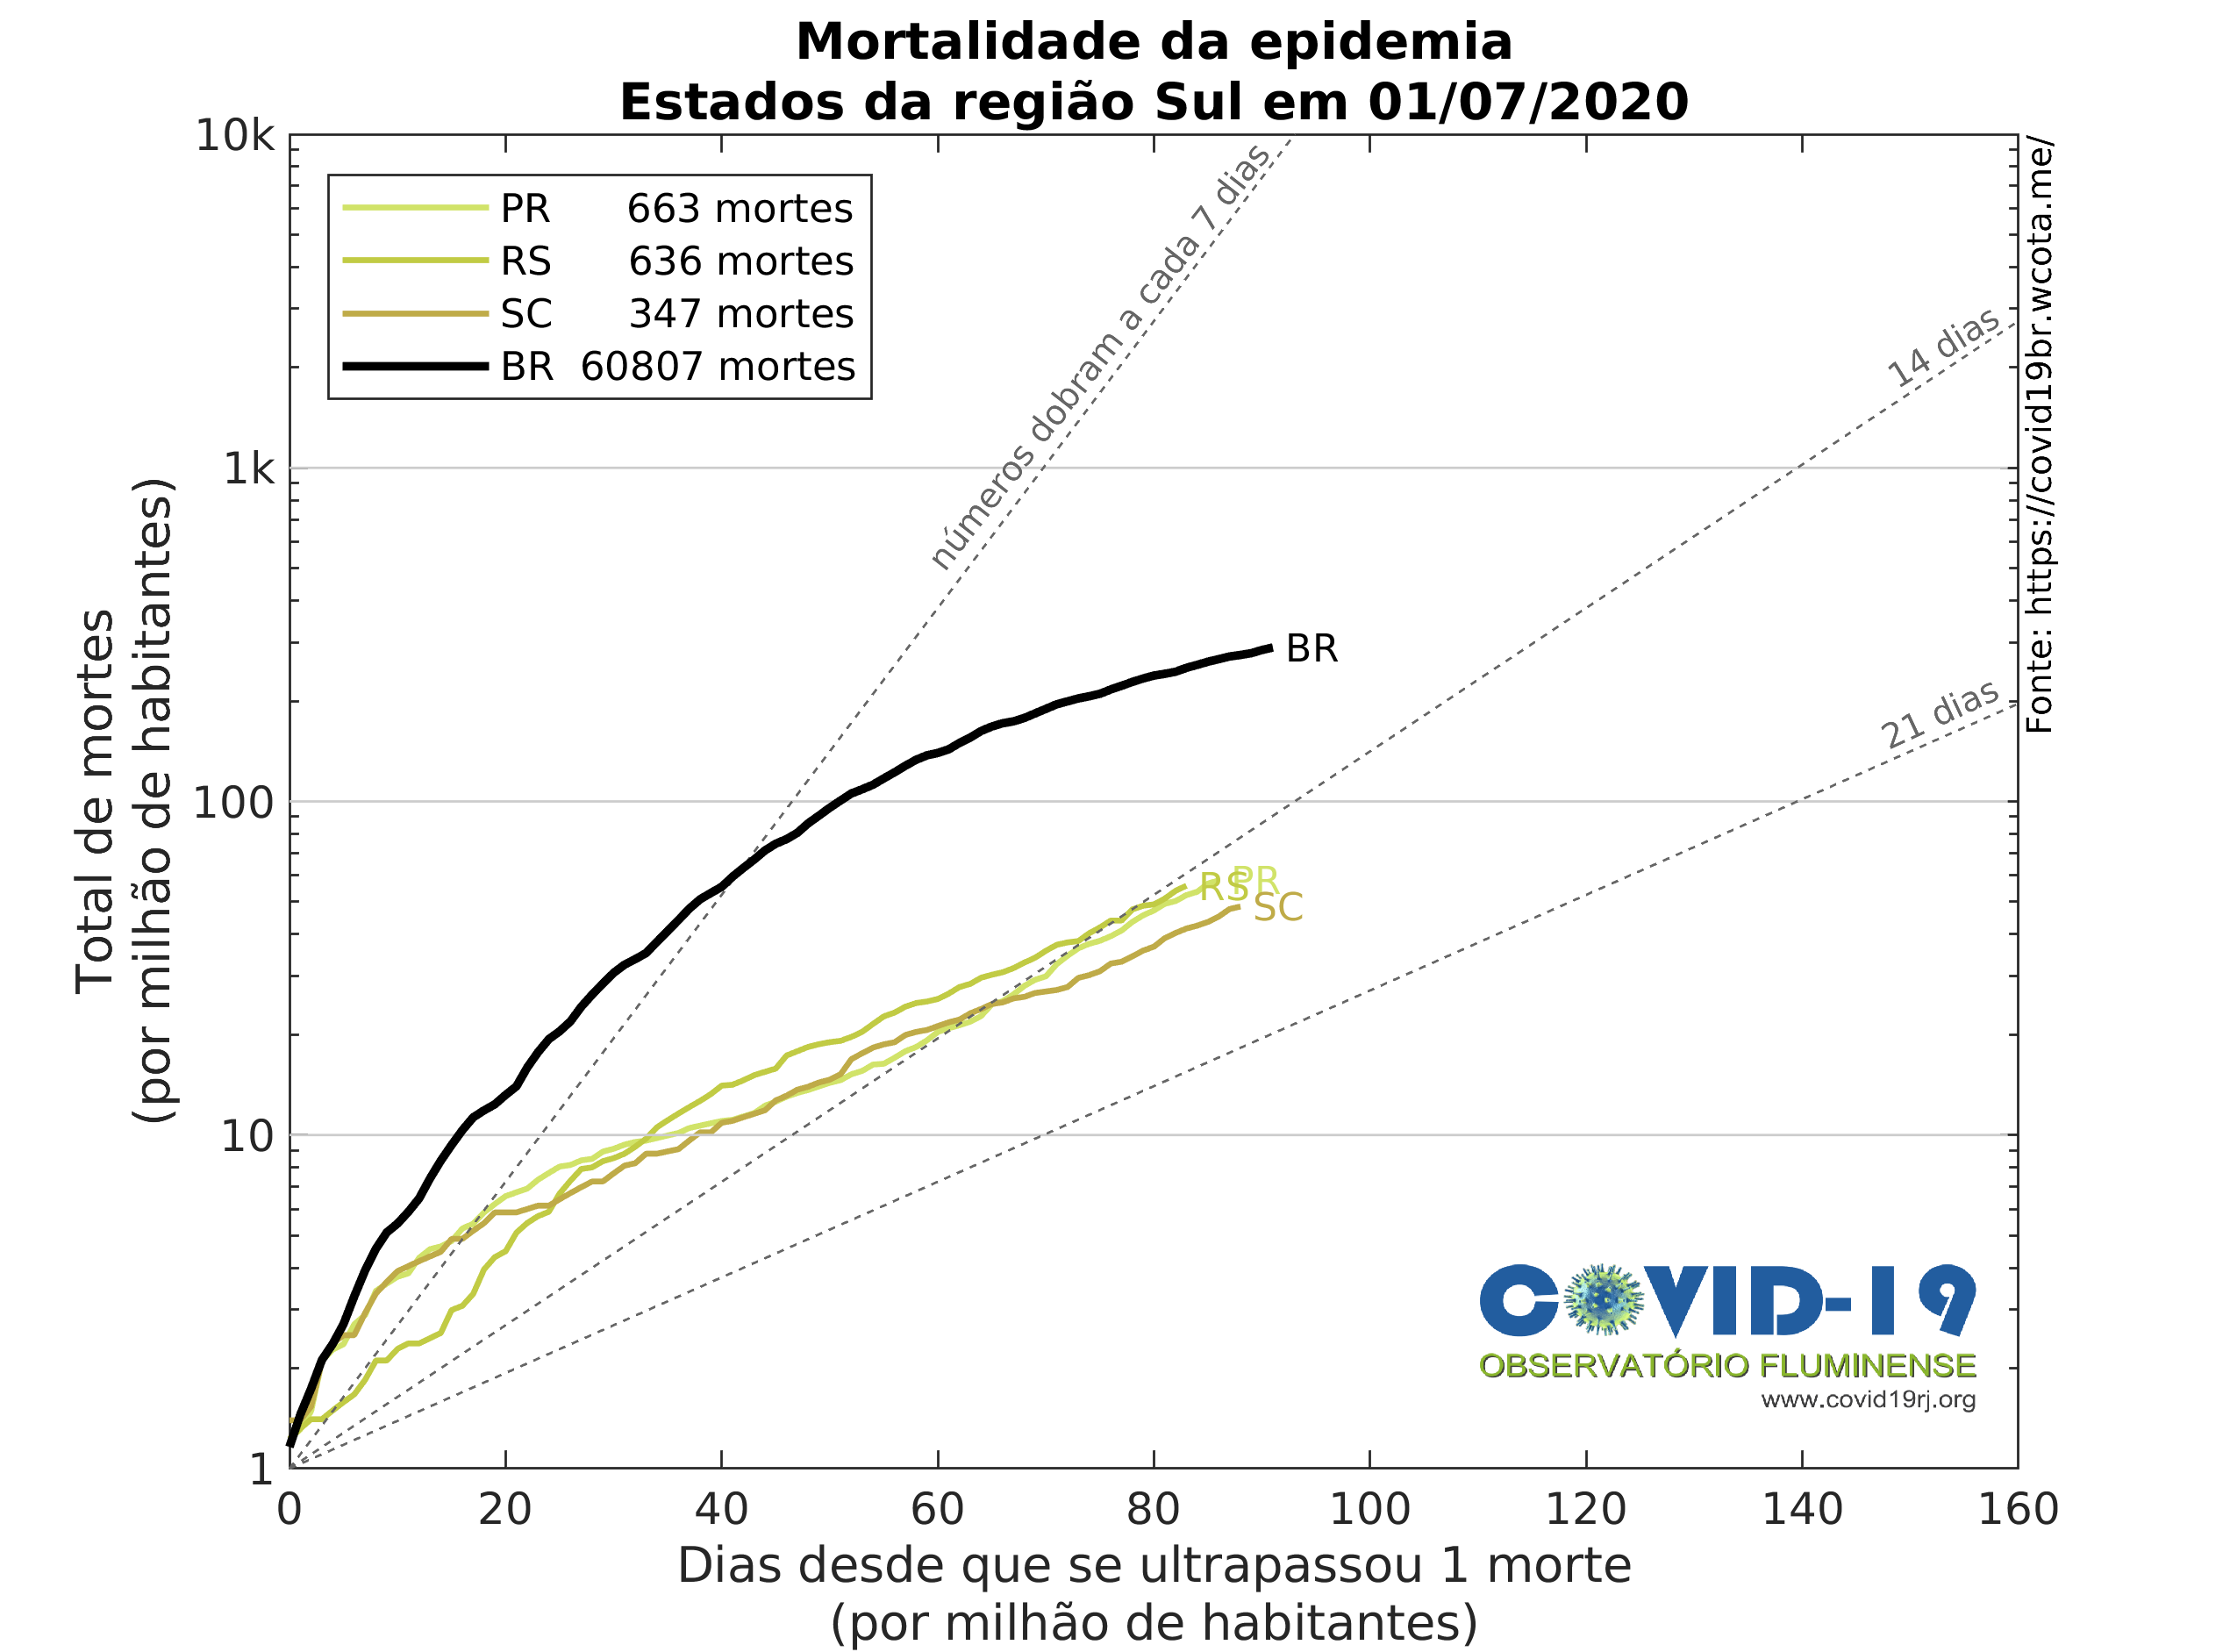 Mortalidade da epidemia
Estados da região Sul em 01/07/2020
10k
1k
100
10
1
Total de mortes
(por milhão de habitantes)
PR 663 mortes
RS 636 mortes
SC 347 mortes
BR 60807 mortes
números dobram a cada 7 dias
14 dias
21 dias
BR
PR
RS
SC
Fonte: https://covid19br.wcota.me/
COVID-19
OBSERVATÓRIO FLUMINENSE
www.covid19rj.org
0 20 40 60 80 100 120 140 160
Dias desde que se ultrapassou 1 morte
(por milhão de habitantes)